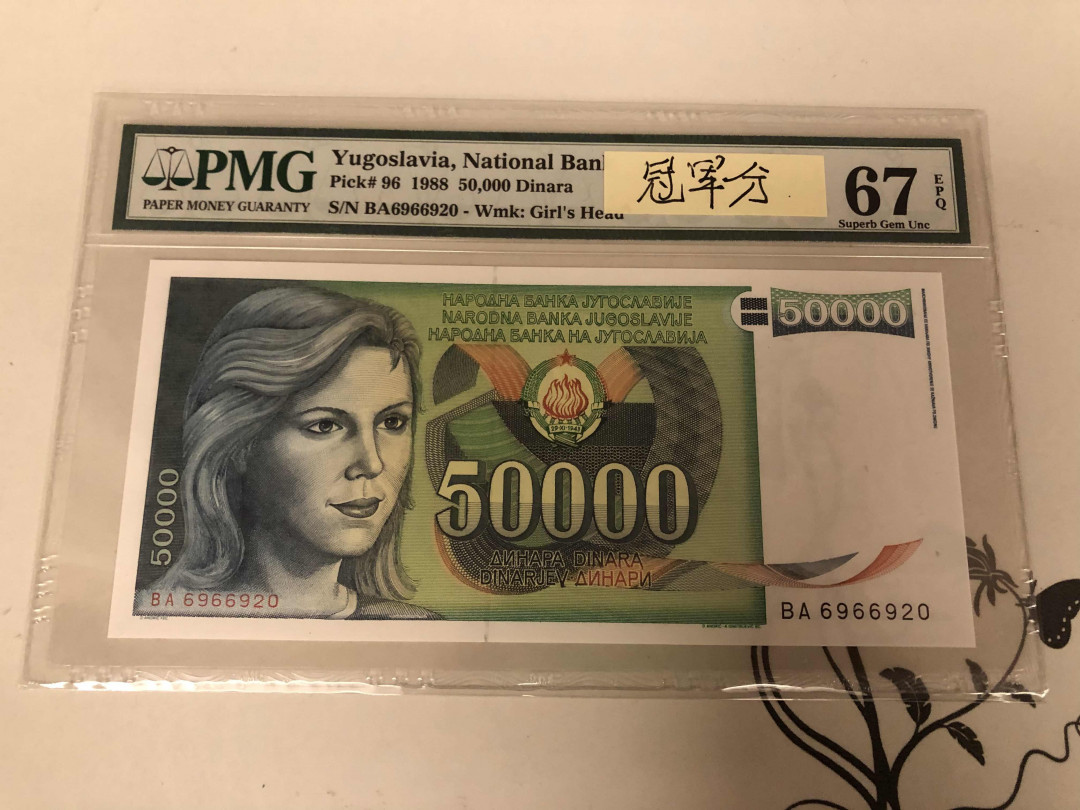 PMG
PAPER MONEY GUARANTY
Yugoslavia, National Ban
Pick# 96 1988 50,000 Dinara
S/N BA6966920 - Wmk: Girl's Head
冠军分
67
EPQ
Superb Gem Unc
НАРОДНА БАНКА ЈУГОСЛАВИЈЕ
NARODNA BANKA JUGOSLAVIJE
НАРОДНА БАНКА НА ЈУГОСЛАВИЈА
50000
29·XI·1943
50000
50000
ДИНАРА DINARA
DINARJEV ДИНАРИ
BA 6966920
BA 6966920